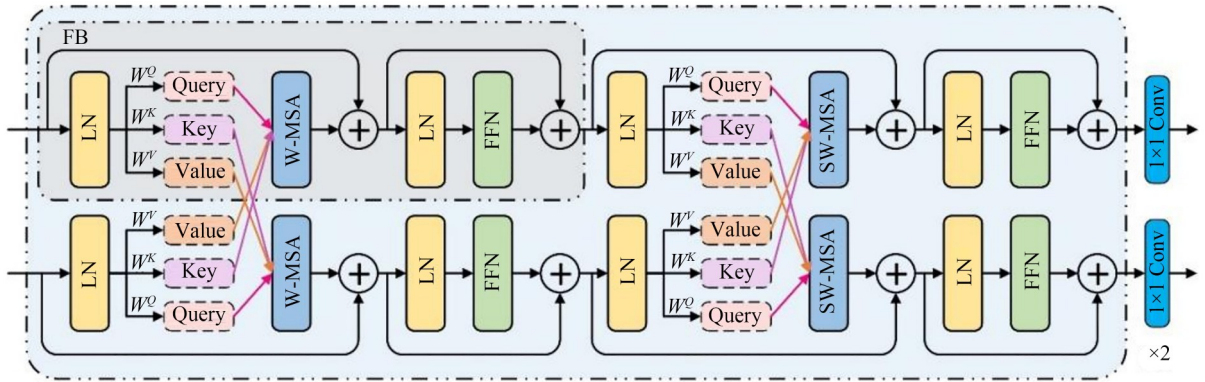 FB
LN
W^Q
Query
W^K
Key
W^V
Value
W-MSA
LN
FFN
LN
W^Q
Query
W^K
Key
W^V
Value
SW-MSA
LN
FFN
1×1 Conv
LN
W^V
Value
W^K
Key
W^Q
Query
W-MSA
LN
FFN
LN
W^V
Value
W^K
Key
W^Q
Query
SW-MSA
LN
FFN
1×1 Conv
×2